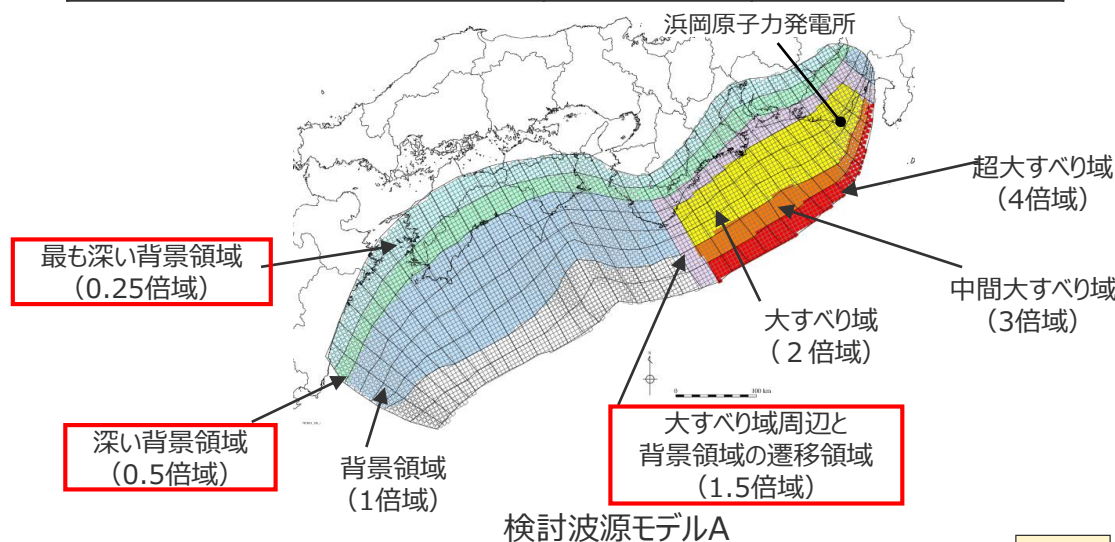 浜岡原子力発電所
超大すべり域
(4倍域)
最も深い背景領域
(0.25倍域)
中間大すべり域
(3倍域)
大すべり域
(２倍域)
N
0 100 km
深い背景領域
(0.5倍域)
背景領域
(1倍域)
大すべり域周辺と
背景領域の遷移領域
(1.5倍域)
検討波源モデルA